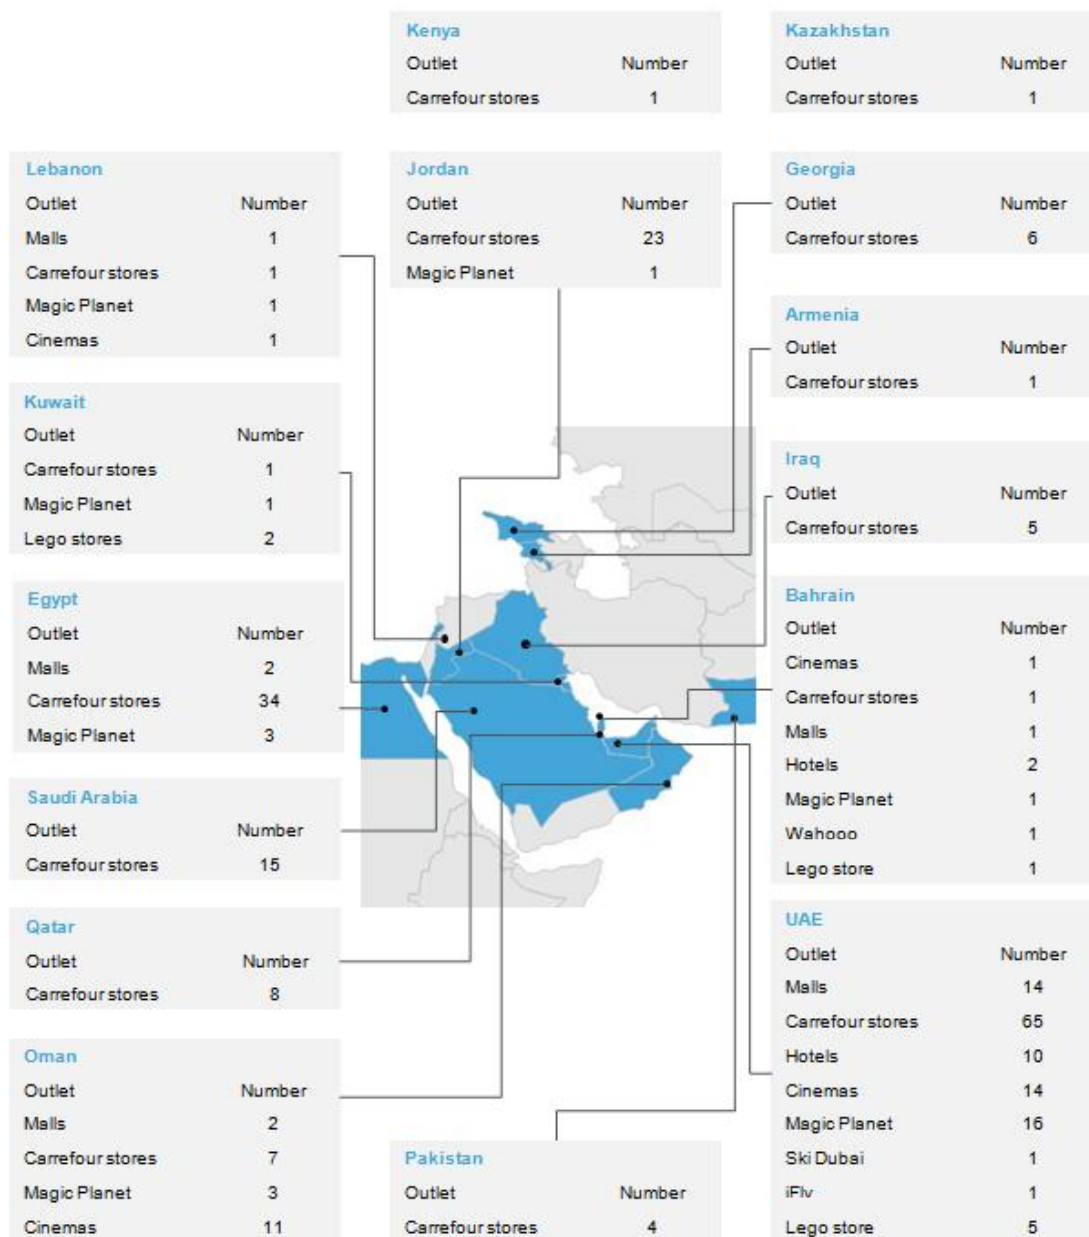 Kenya
Outlet Number
Carrefour stores 1
Kazakhstan
Outlet Number
Carrefour stores 1
Lebanon
Outlet Number
Malls 1
Carrefour stores 1
Magic Planet 1
Cinemas 1
Jordan
Outlet Number
Carrefour stores 23
Magic Planet 1
Georgia
Outlet Number
Carrefour stores 6
Armenia
Outlet Number
Carrefour stores 1
Kuwait
Outlet Number
Carrefour stores 1
Magic Planet 1
Lego stores 2
Iraq
Outlet Number
Carrefour stores 5
Egypt
Outlet Number
Malls 2
Carrefour stores 34
Magic Planet 3
Bahrain
Outlet Number
Cinemas 1
Carrefour stores 1
Malls 1
Hotels 2
Magic Planet 1
Wahooo 1
Lego store 1
Saudi Arabia
Outlet Number
Carrefour stores 15
Qatar
Outlet Number
Carrefour stores 8
UAE
Outlet Number
Malls 14
Carrefour stores 65
Hotels 10
Cinemas 14
Magic Planet 16
Ski Dubai 1
iFly 1
Lego store 5
Oman
Outlet Number
Malls 2
Carrefour stores 7
Magic Planet 3
Cinemas 11
Pakistan
Outlet Number
Carrefour stores 4